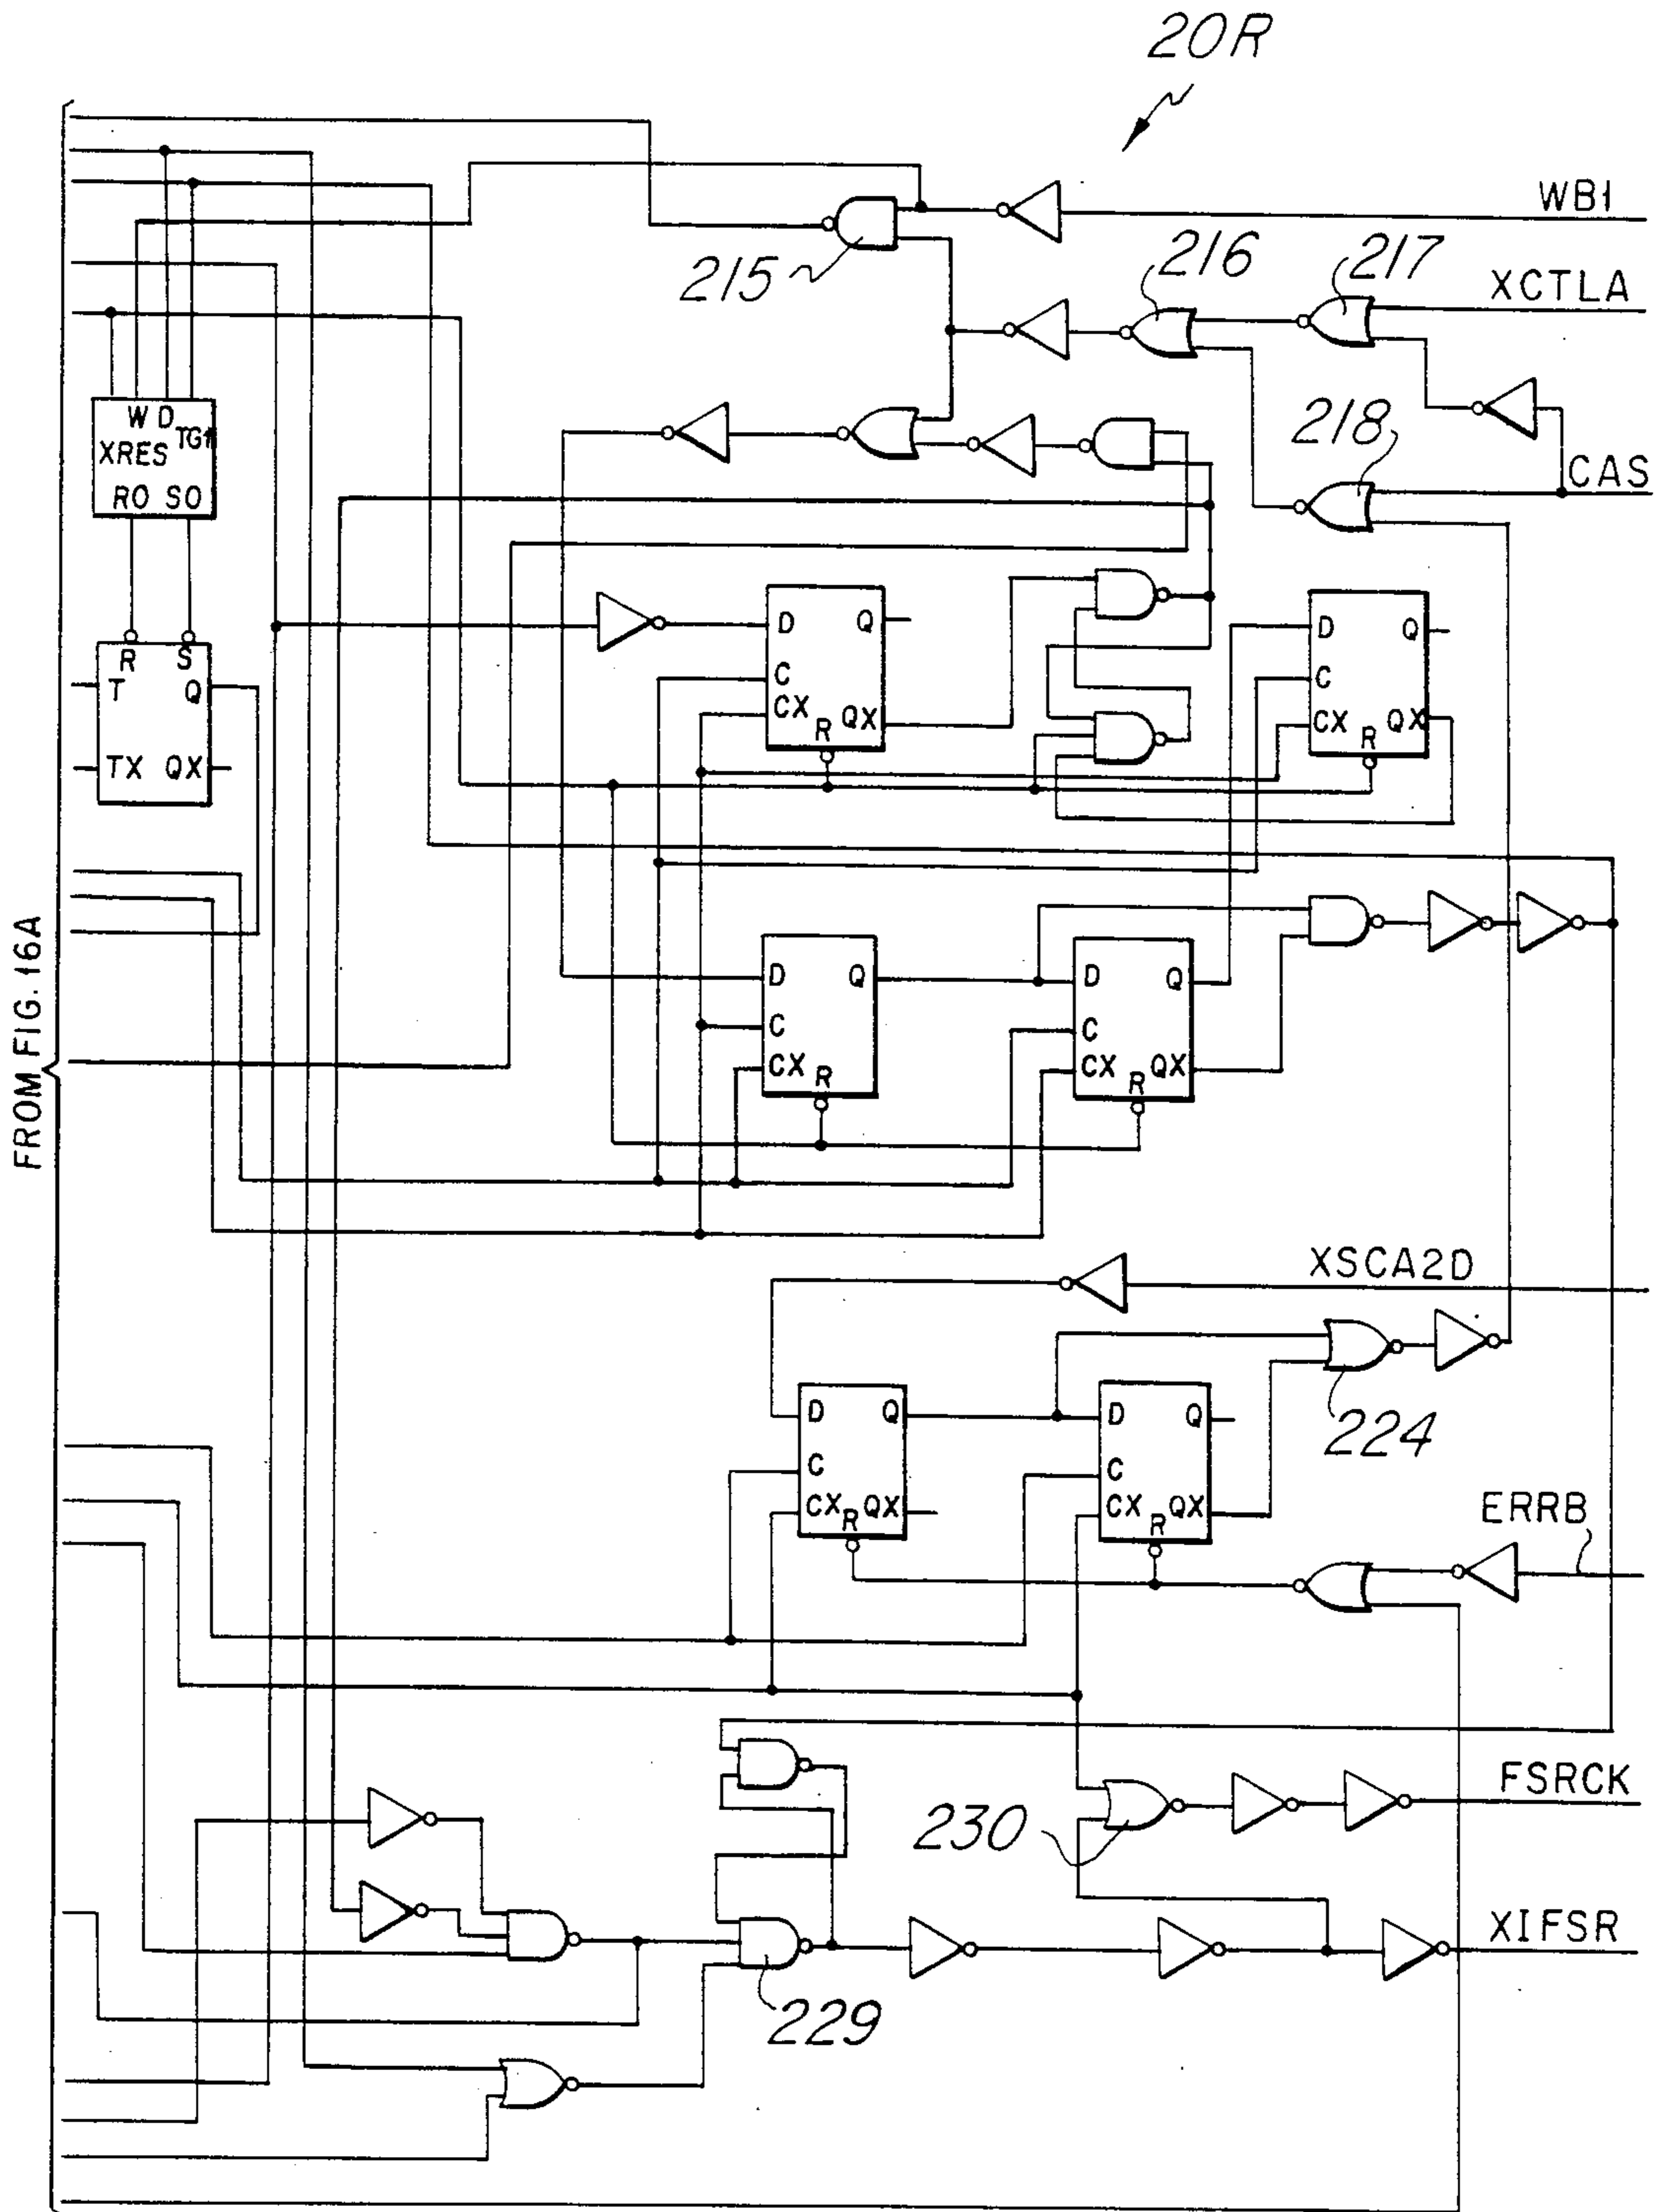 20R
WB1
215
216
217
XCTLA
W D TG1
XRES
218
CAS
RO SO
D Q
D Q
R S
T Q
C
C
CX R QX
CX R QX
TX QX
FROM FIG. 16A
D Q
D Q
C
C
CX R QX
CX R
XSCA2D
224
D Q
D Q
C
C
CX R QX
CX R QX
ERRB
FSRCK
230
XIFSR
229